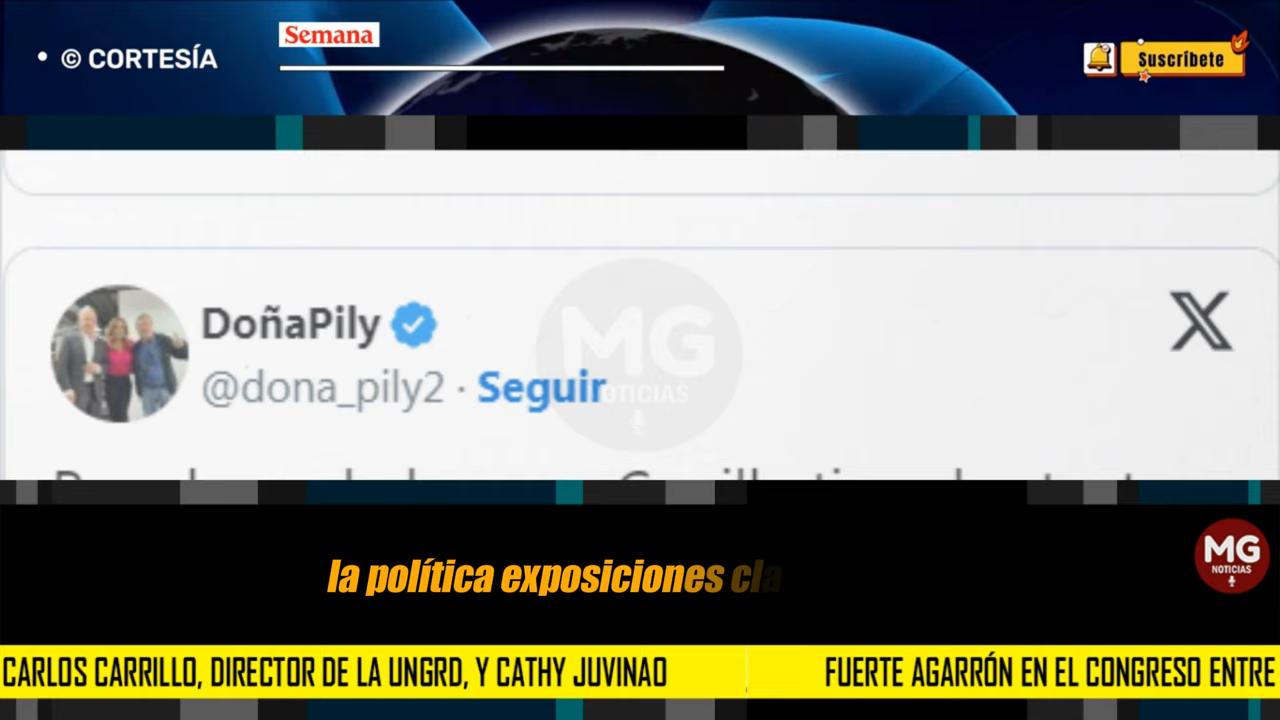 Semana
• © CORTESÍA
Suscríbete
DoñaPily
@dona_pily2 · Seguir
MG
NOTICIAS
la política exposiciones cla
MG
NOTICIAS
CARLOS CARRILLO, DIRECTOR DE LA UNGRD, Y CATHY JUVINAO
FUERTE AGARRÓN EN EL CONGRESO ENTRE